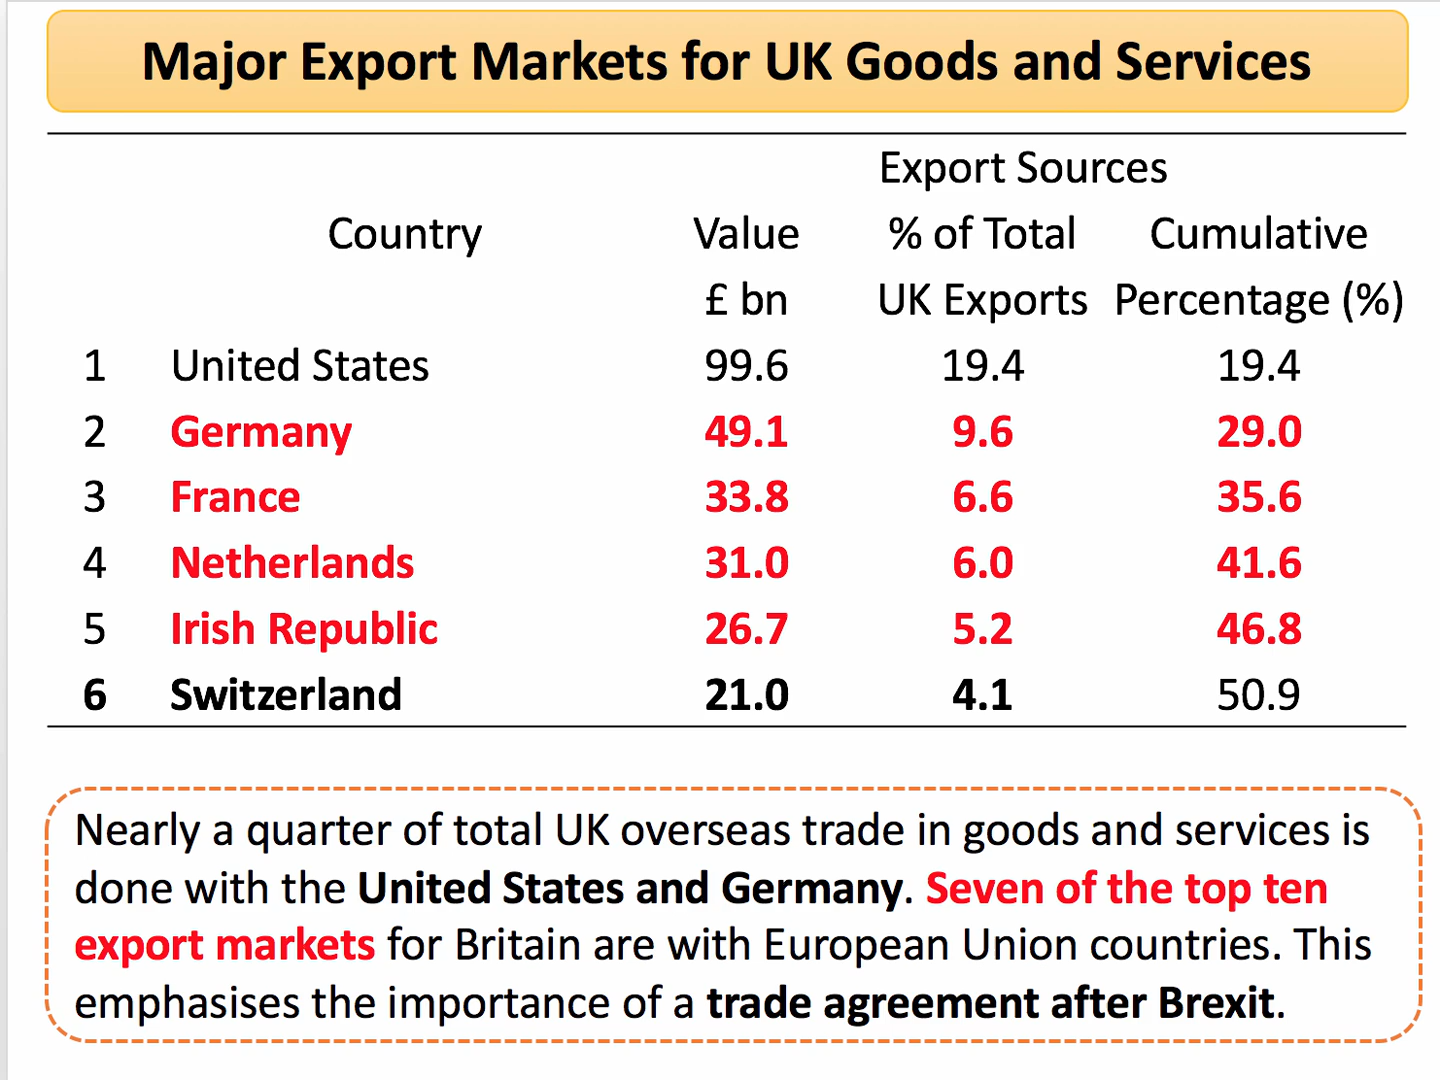 Major Export Markets for UK Goods and Services
Export Sources
Country Value % of Total Cumulative
£ bn UK Exports Percentage (%)
1 United States 99.6 19.4 19.4
2 Germany 49.1 9.6 29.0
3 France 33.8 6.6 35.6
4 Netherlands 31.0 6.0 41.6
5 Irish Republic 26.7 5.2 46.8
6 Switzerland 21.0 4.1 50.9
Nearly a quarter of total UK overseas trade in goods and services is
done with the United States and Germany. Seven of the top ten
export markets for Britain are with European Union countries. This
emphasises the importance of a trade agreement after Brexit.